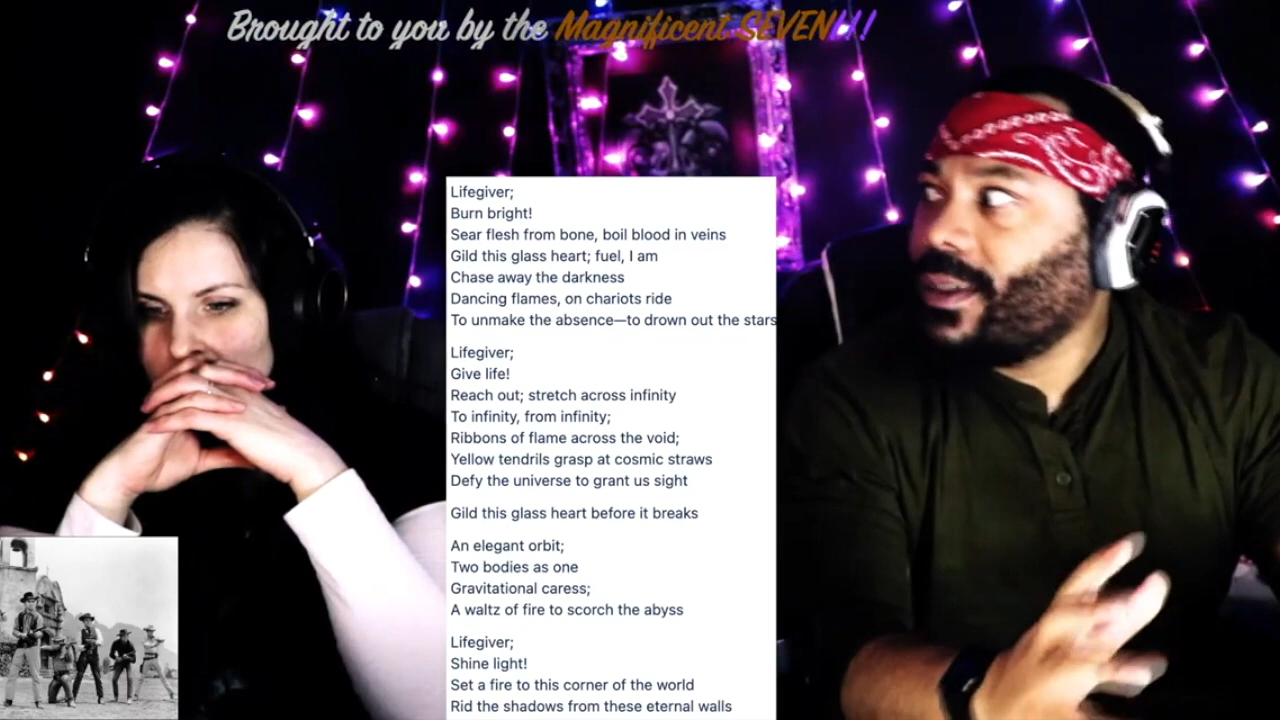 Brought to you by the Magnificent SEVEN!!!
Lifegiver;
Burn bright!
Sear flesh from bone, boil blood in veins
Gild this glass heart; fuel, I am
Chase away the darkness
Dancing flames, on chariots ride
To unmake the absence—to drown out the stars
Lifegiver;
Give life!
Reach out; stretch across infinity
To infinity, from infinity;
Ribbons of flame across the void;
Yellow tendrils grasp at cosmic straws
Defy the universe to grant us sight
Gild this glass heart before it breaks
An elegant orbit;
Two bodies as one
Gravitational caress;
A waltz of fire to scorch the abyss
Lifegiver;
Shine light!
Set a fire to this corner of the world
Rid the shadows from these eternal walls